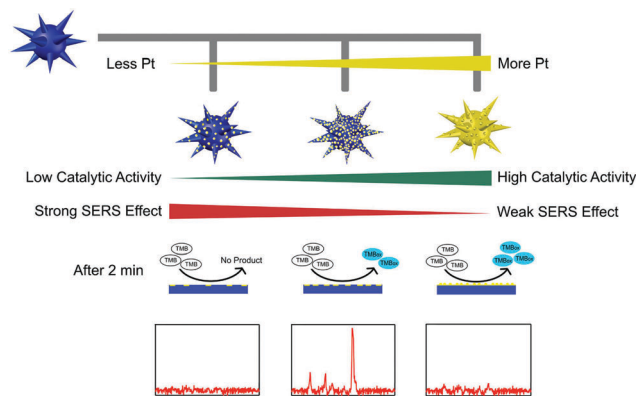 Less Pt
More Pt
Low Catalytic Activity
High Catalytic Activity
Strong SERS Effect
Weak SERS Effect
After 2 min
TMB
TMB
TMB
No Product
TMB
TMB
TMB
TMBox
TMBox
TMB
TMB
TMB
TMBox
TMBox
TMBox